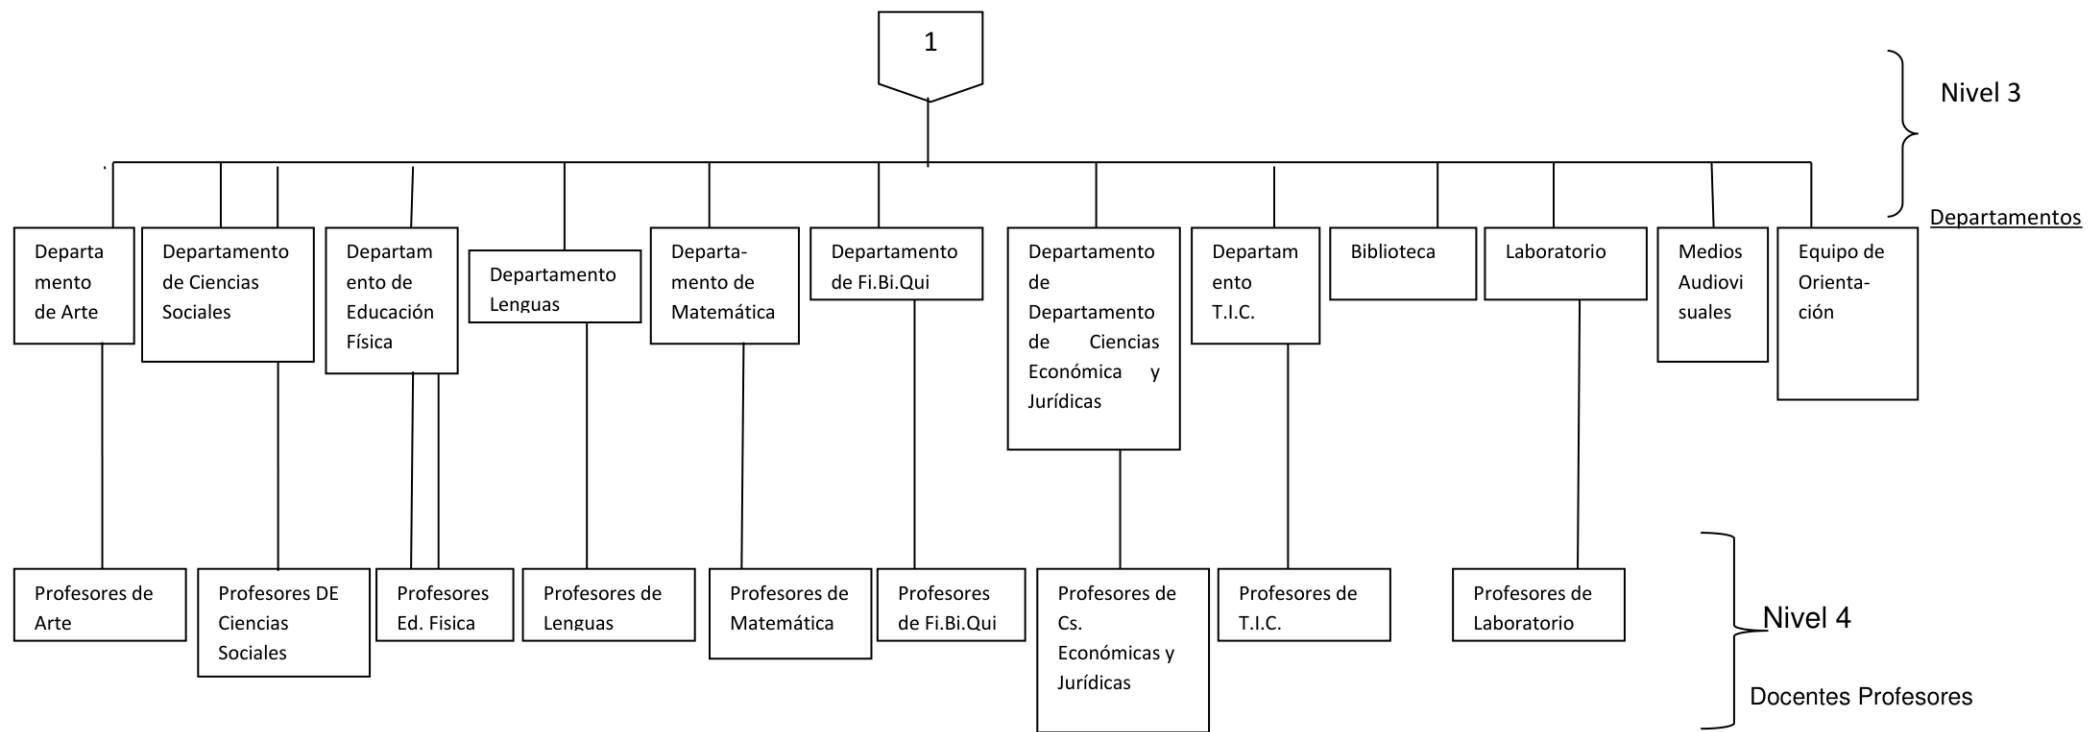 1
Nivel 3
Departamentos
Departa
mento
de Arte
Departamento
de Ciencias
Sociales
Departam
ento de
Educación
Física
Departamento
Lenguas
Departa-
mento de
Matemática
Departamento
de Fi.Bi.Qui
Departamento
de
Departamento
de Ciencias
Económica y
Jurídicas
Departam
ento
T.I.C.
Biblioteca
Laboratorio
Medios
Audiovi
suales
Equipo de
Orienta-
ción
Profesores de
Arte
Profesores DE
Ciencias
Sociales
Profesores
Ed. Fisica
Profesores de
Lenguas
Profesores de
Matemática
Profesores
de Fi.Bi.Qui
Profesores de
Cs.
Económicas y
Jurídicas
Profesores de
T.I.C.
Profesores de
Laboratorio
Nivel 4
Docentes Profesores